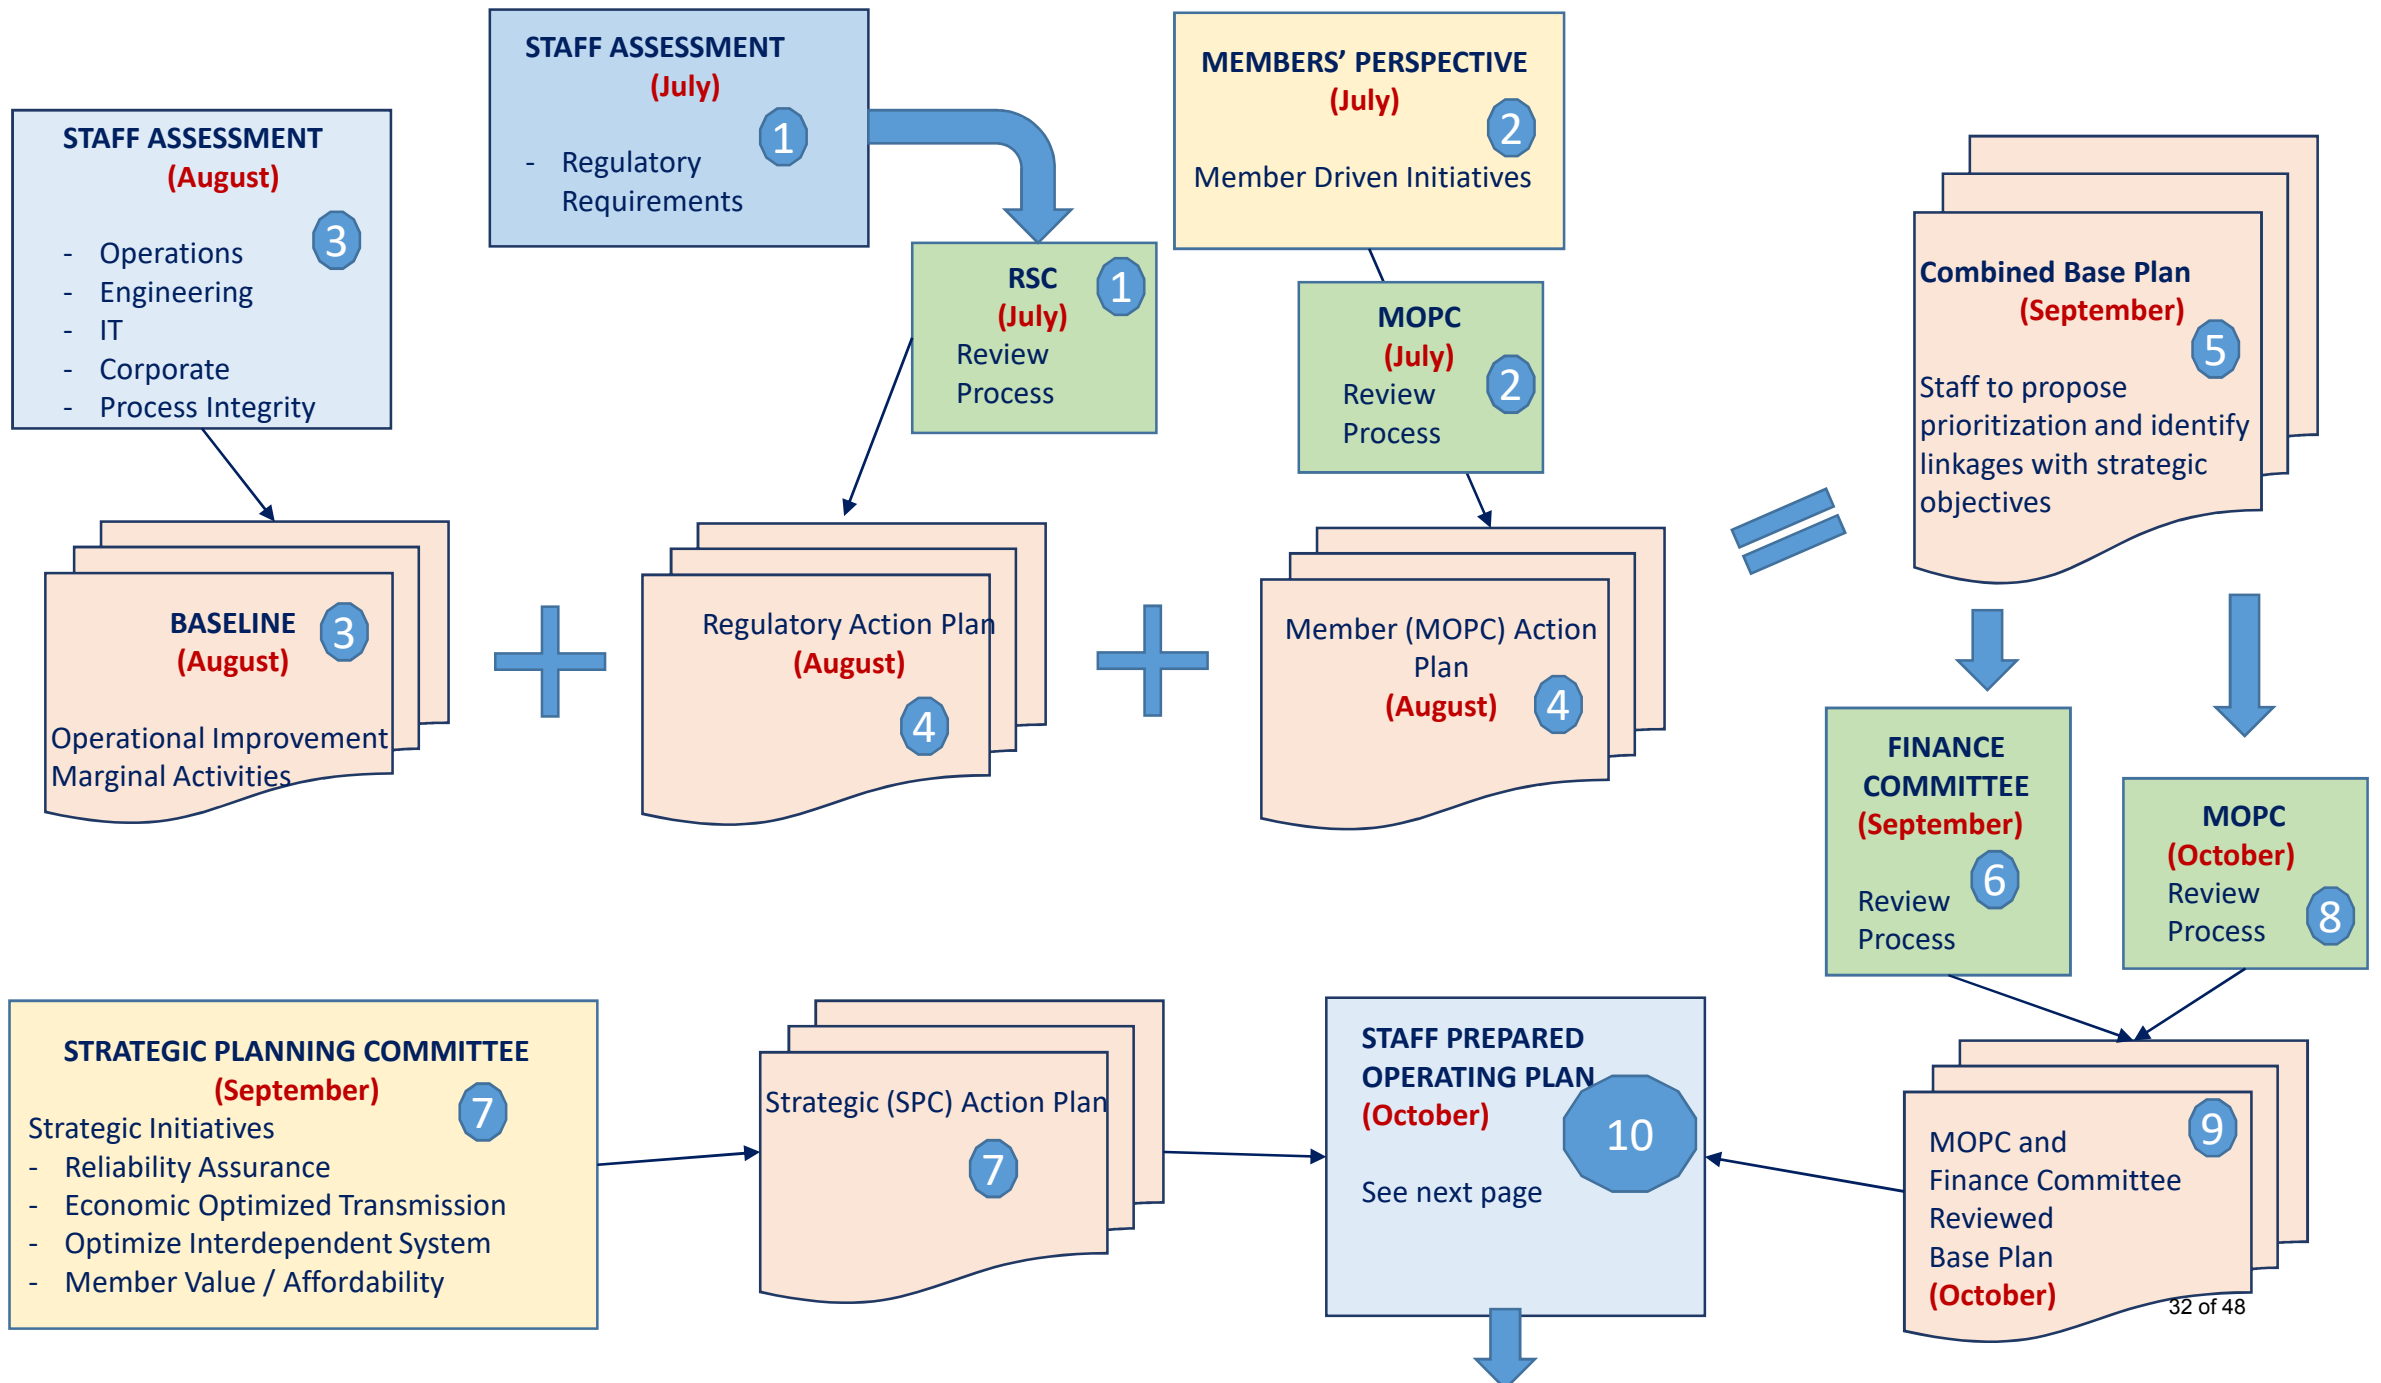 STAFF ASSESSMENT
(July)
1
- Regulatory
Requirements
MEMBERS’ PERSPECTIVE
(July)
2
Member Driven Initiatives
STAFF ASSESSMENT
(August)
3
- Operations
- Engineering
- IT
- Corporate
- Process Integrity
RSC
(July)
1
Review
Process
MOPC
(July)
2
Review
Process
Combined Base Plan
(September)
5
Staff to propose
prioritization and identify
linkages with strategic
objectives
BASELINE
(August)
3
Operational Improvement
Marginal Activities
Regulatory Action Plan
(August)
4
Member (MOPC) Action
Plan
(August)
4
FINANCE
COMMITTEE
(September)
6
Review
Process
MOPC
(October)
Review
Process
8
STRATEGIC PLANNING COMMITTEE
(September)
7
Strategic Initiatives
- Reliability Assurance
- Economic Optimized Transmission
- Optimize Interdependent System
- Member Value / Affordability
Strategic (SPC) Action Plan
7
STAFF PREPARED
OPERATING PLAN
(October)
10
See next page
9
MOPC and
Finance Committee
Reviewed
Base Plan
(October)
32 of 48